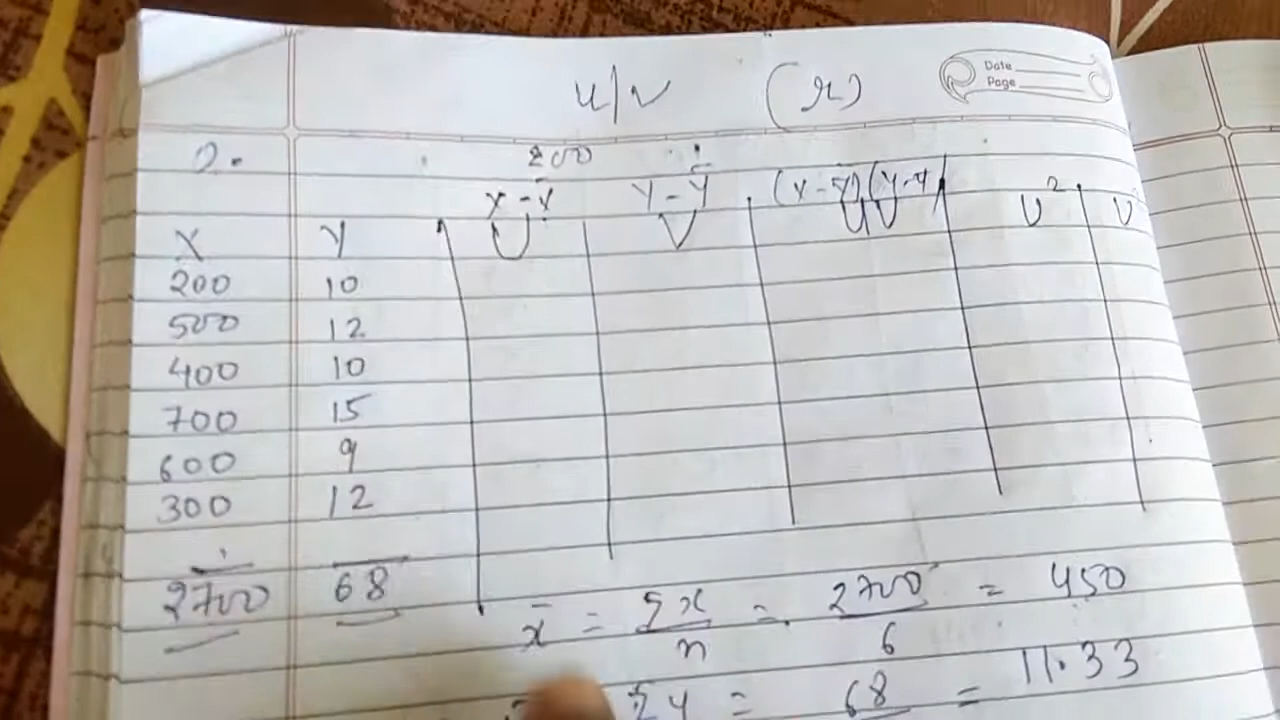 u/v (r)
Date
Page
2.
200
X - X̄ Y - Ȳ (X-X̄)(Y-Ȳ)
X Y U V UV U² V²
200 10
500 12
400 10
700 15
600 9
300 12
2700 68
x̄ = Σx/n = 2700/6 = 450
Σy = 68 = 11.33